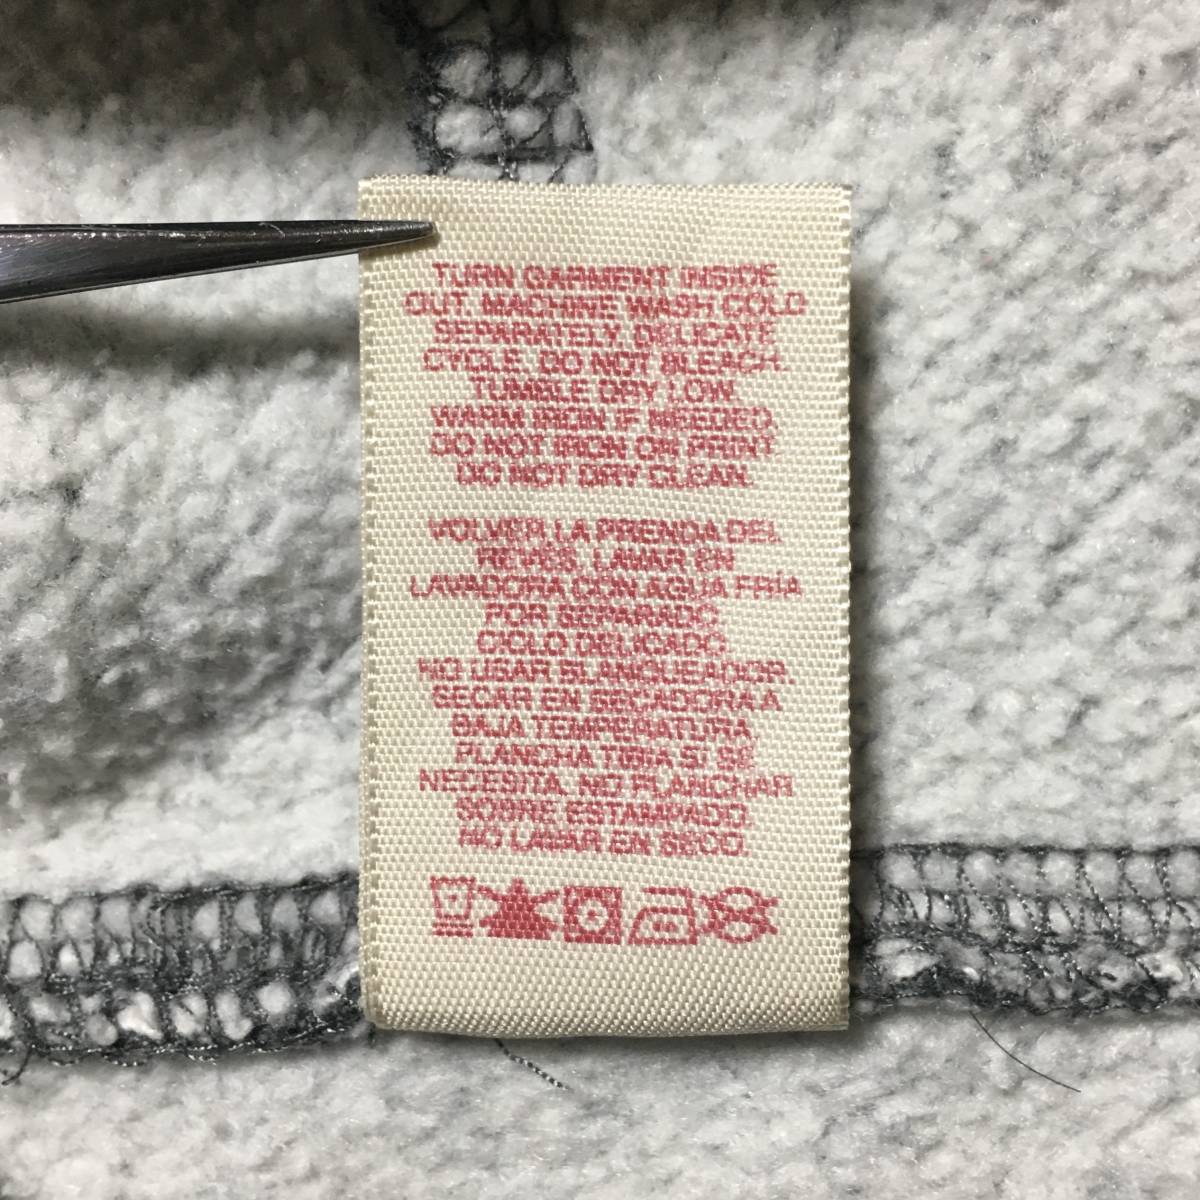 TURN GARMENT INSIDE
OUT. MACHINE WASH COLD
SEPARATELY, DELICATE
CYCLE. DO NOT BLEACH.
TUMBLE DRY LOW.
WARM IRON IF NEEDED.
DO NOT IRON OR PRINT
DO NOT DRY CLEAN.
VOLVER LA PRENDA DEL
REVES. LAVAR EN
LAVADORA CON AGUA FRÍA
POR SEPARADO.
CICLO DELICADO.
NO USAR BLANQUEADOR
SECAR EN SECADORA A
BAJA TEMPERATURA
PLANCHA TIBIA SI SE
NECESITA. NO PLANCHAR
SOBRE ESTAMPADO.
NO LAVAR EN SECO.